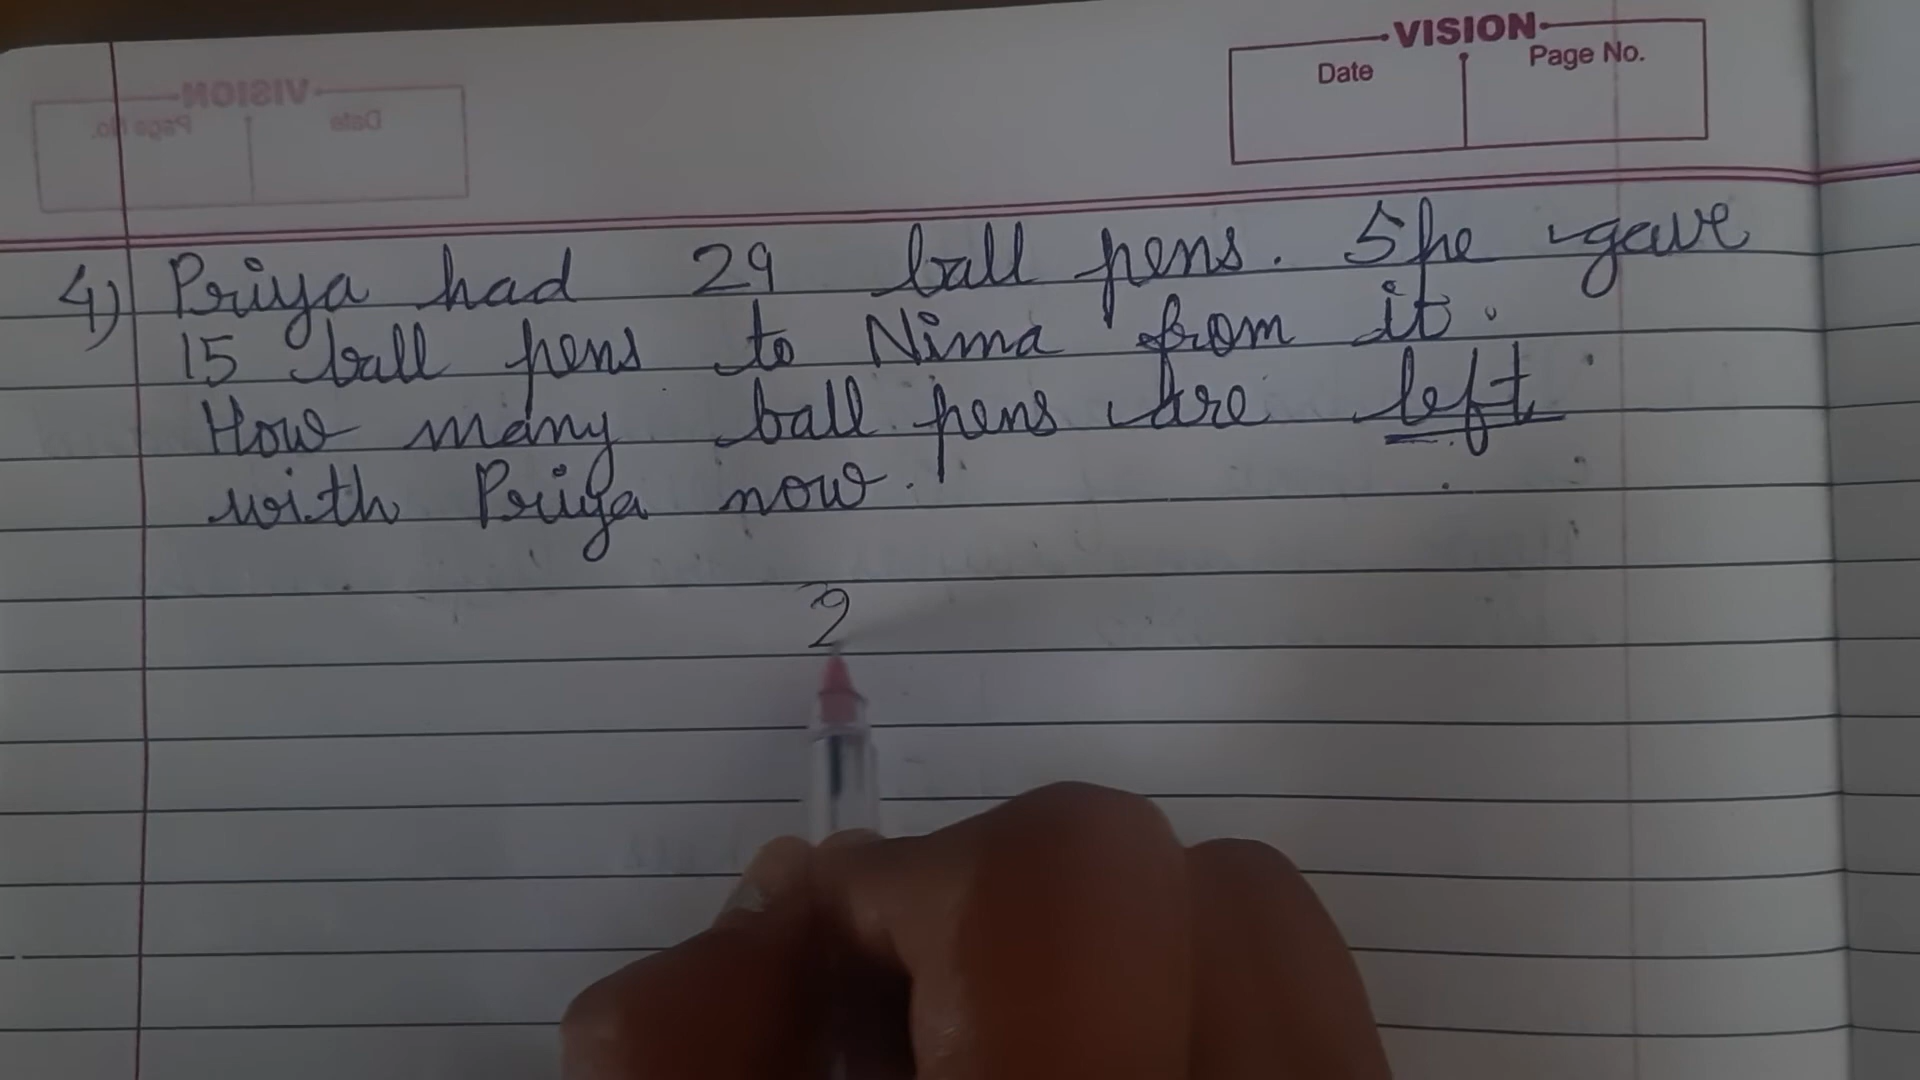 VISION
Date Page No.
4) Priya had 29 ball pens. She gave
15 ball pens to Nima from it.
How many ball pens are left
with Priya now.
2